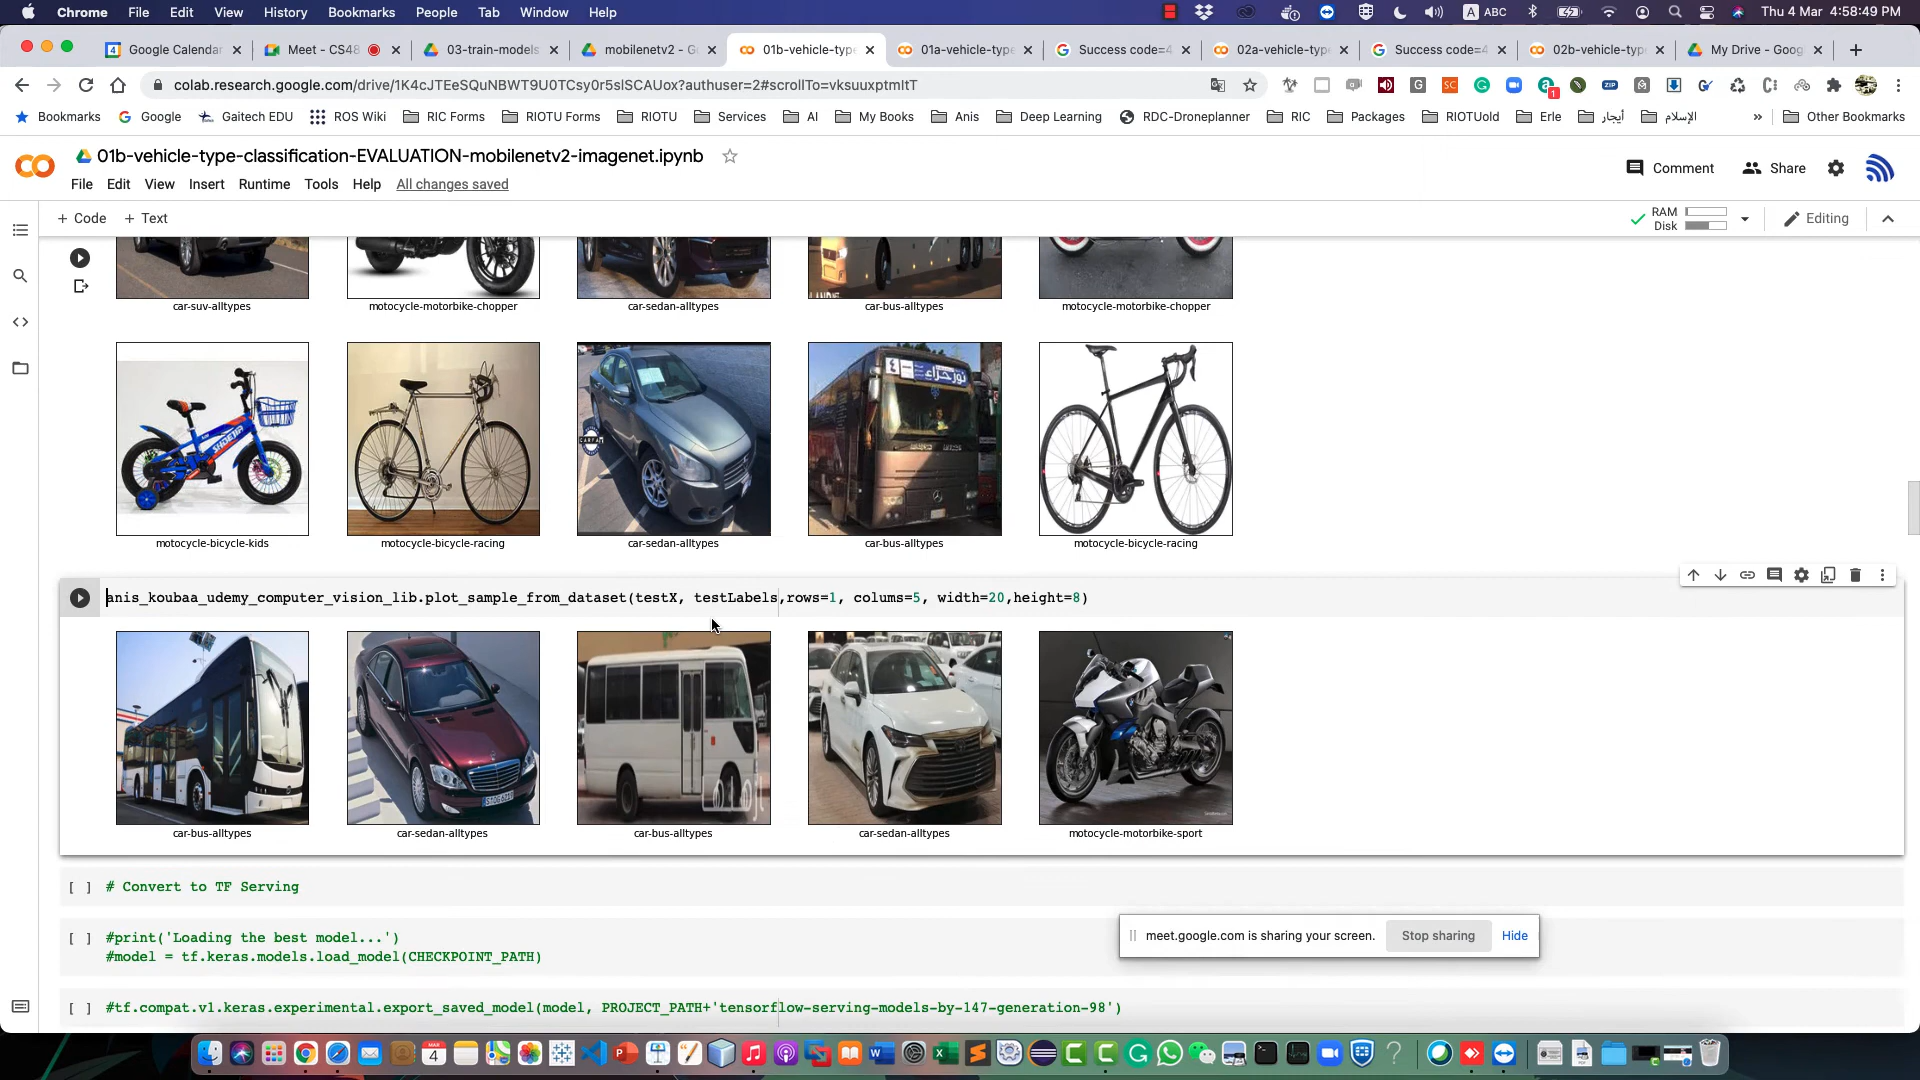 Chrome File Edit View History Bookmarks People Tab Window Help ABC Thu 4 Mar 4:58:49 PM
Google Calendar Meet - CS48 03-train-models mobilenetv2 - G 01b-vehicle-type 01a-vehicle-type Success code=4 02a-vehicle-type Success code=4 02b-vehicle-type My Drive - Goog
colab.research.google.com/drive/1K4cJTEeSQuNBWT9U0TCsy0r5slSCAUox?authuser=2#scrollTo=vksuuxptmltT
Bookmarks Google Gaitech EDU ROS Wiki RIC Forms RIOTU Forms RIOTU Services AI My Books Anis Deep Learning RDC-Droneplanner RIC Packages RIOTUold Erle أيجار الإسلام » Other Bookmarks
01b-vehicle-type-classification-EVALUATION-mobilenetv2-imagenet.ipynb
Comment Share
File Edit View Insert Runtime Tools Help All changes saved
+ Code + Text RAM Disk Editing
car-suv-alltypes motocycle-motorbike-chopper car-sedan-alltypes car-bus-alltypes motocycle-motorbike-chopper
motocycle-bicycle-kids motocycle-bicycle-racing car-sedan-alltypes car-bus-alltypes motocycle-bicycle-racing
anis_koubaa_udemy_computer_vision_lib.plot_sample_from_dataset(testX, testLabels,rows=1, colums=5, width=20,height=8)
car-bus-alltypes car-sedan-alltypes car-bus-alltypes car-sedan-alltypes motocycle-motorbike-sport
[ ] # Convert to TF Serving
[ ] #print('Loading the best model...')
#model = tf.keras.models.load_model(CHECKPOINT_PATH)
meet.google.com is sharing your screen. Stop sharing Hide
[ ] #tf.compat.v1.keras.experimental.export_saved_model(model, PROJECT_PATH+'tensorflow-serving-models-by-147-generation-98')